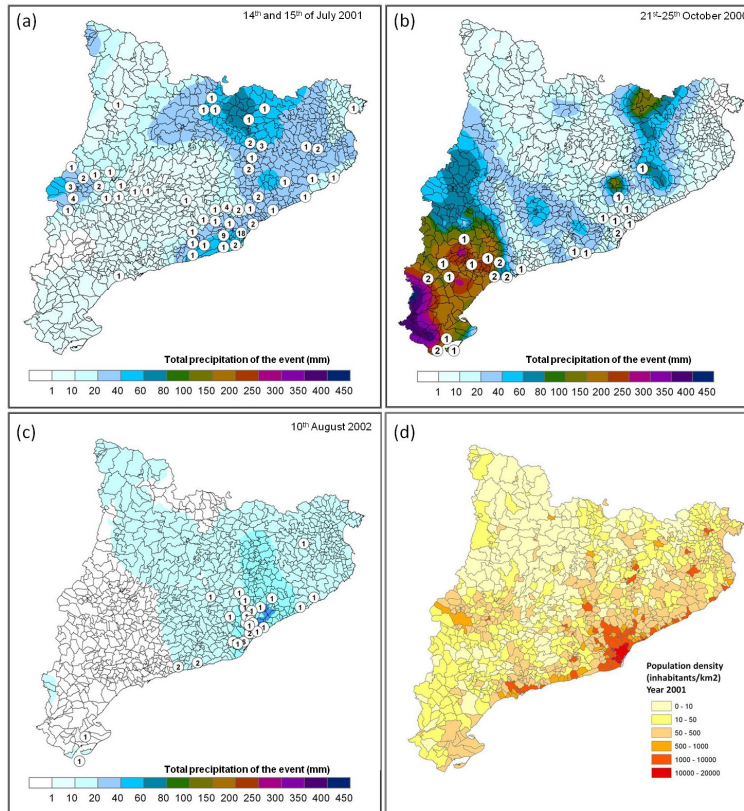 (a)
14th and 15th of July 2001
Total precipitation of the event (mm)
1 10 20 40 60 80 100 150 200 250 300 350 400 450
(b)
21st-25th October 2000
Total precipitation of the event (mm)
1 10 20 40 60 80 100 150 200 250 300 350 400 450
(c)
10th August 2002
Total precipitation of the event (mm)
1 10 20 40 60 80 100 150 200 250 300 350 400 450
(d)
Population density
(inhabitants/km2)
Year 2001
0 - 10
10 - 50
50 - 500
500 - 1000
1000 - 10000
10000 - 20000